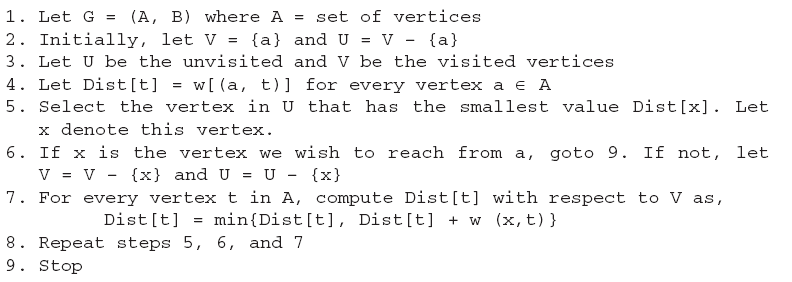 1. Let G = (A, B) where A = set of vertices
2. Initially, let V = {a} and U = V - {a}
3. Let U be the unvisited and V be the visited vertices
4. Let Dist[t] = w[(a, t)] for every vertex a ∈ A
5. Select the vertex in U that has the smallest value Dist[x]. Let
x denote this vertex.
6. If x is the vertex we wish to reach from a, goto 9. If not, let
V = V - {x} and U = U - {x}
7. For every vertex t in A, compute Dist[t] with respect to V as,
Dist[t] = min{Dist[t], Dist[t] + w (x,t)}
8. Repeat steps 5, 6, and 7
9. Stop